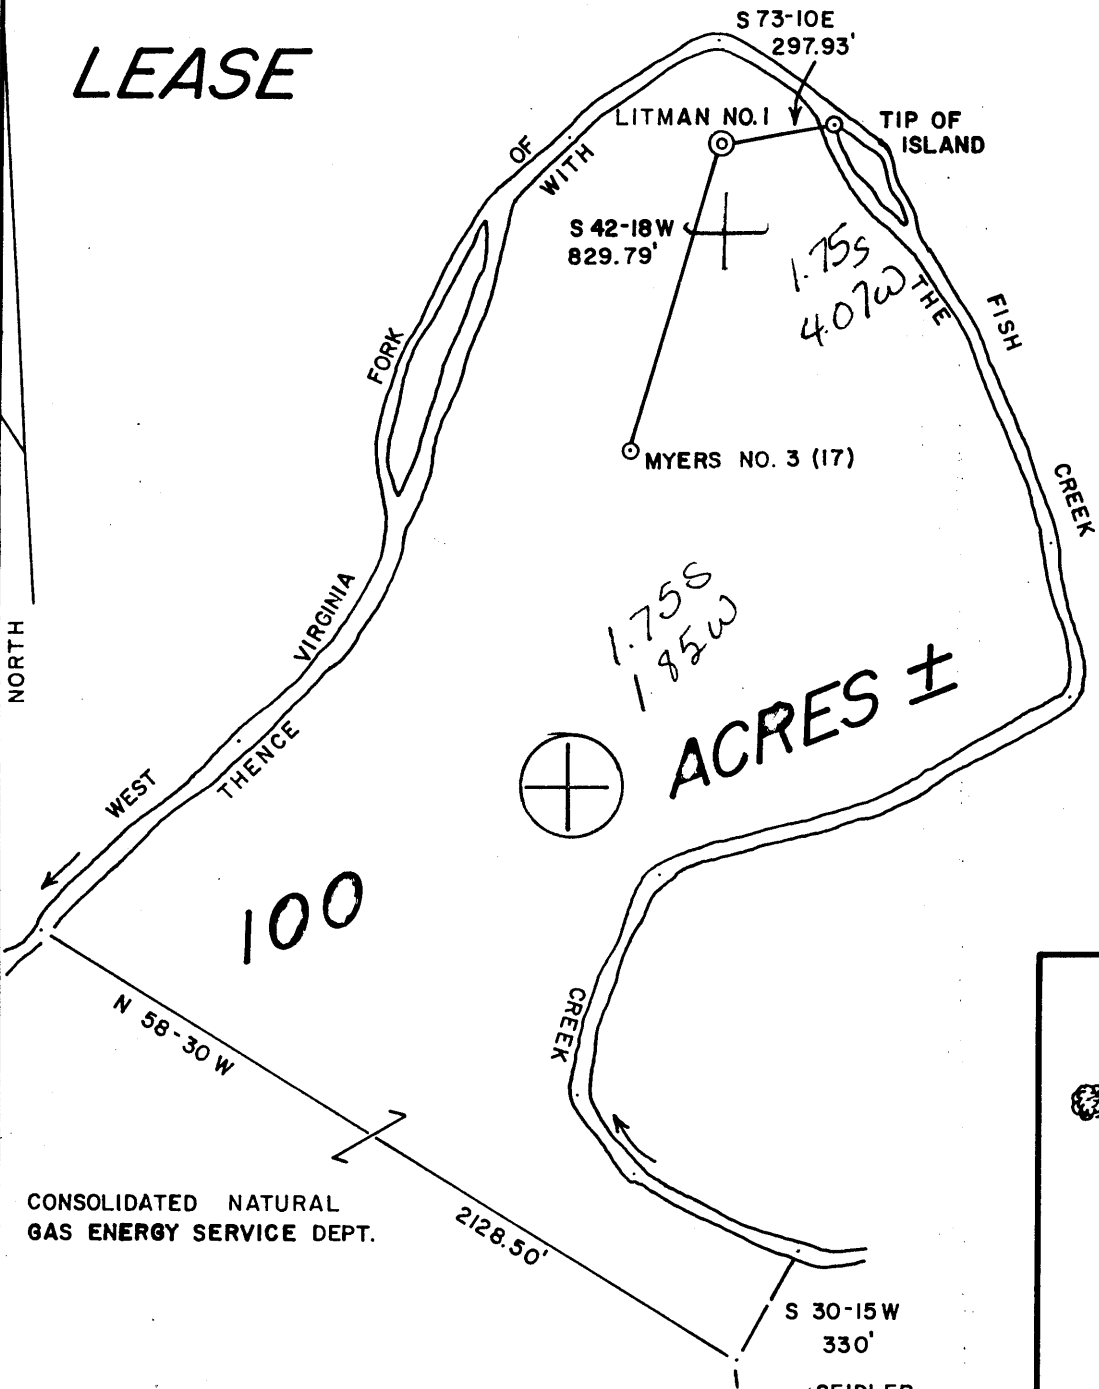 LEASE
S 73-10E
297.93'
LITMAN NO. 1
TIP OF
ISLAND
OF
WITH
S 42-18W
829.79'
1.75s
4.07w
THE
FISH
FORK
MYERS NO. 3 (17)
CREEK
1.75s
1.85w
VIRGINIA
NORTH
ACRES ±
THENCE
WEST
100
N 58-30 W
CREEK
CONSOLIDATED NATURAL
GAS ENERGY SERVICE DEPT.
2128.50'
S 30-15W
330'